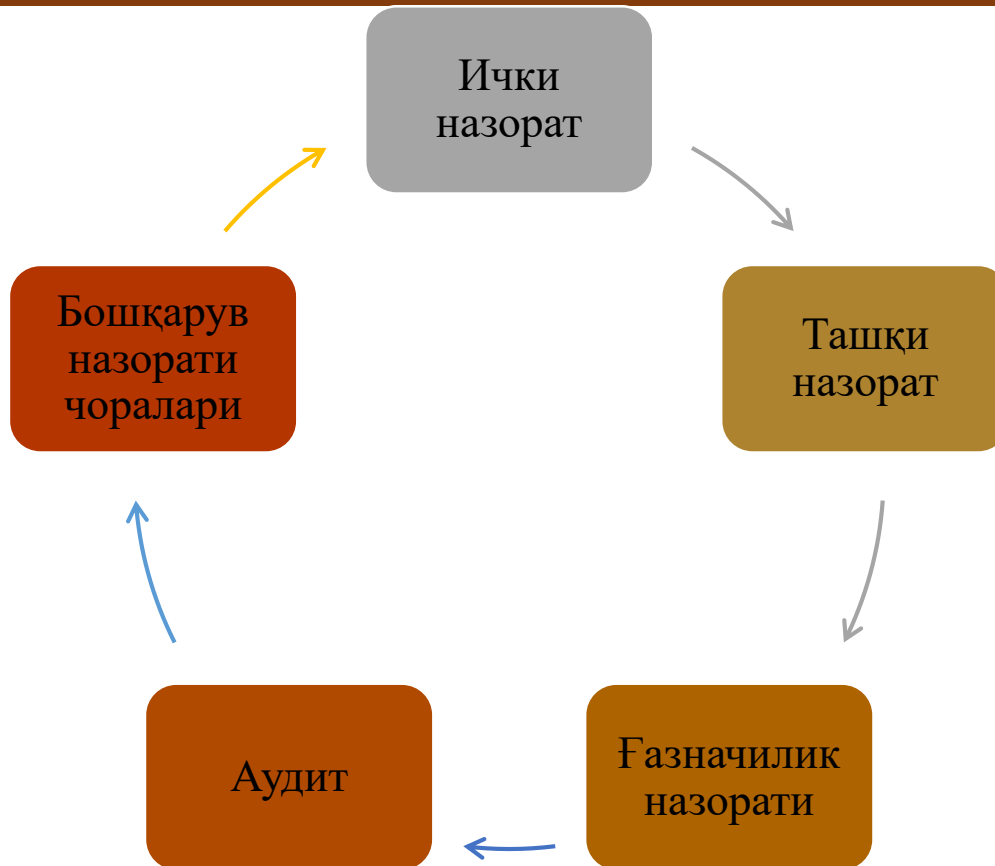 Ички
назорат
Ташқи
назорат
Ғазначилик
назорати
Аудит
Бошқарув
назорати
чоралари